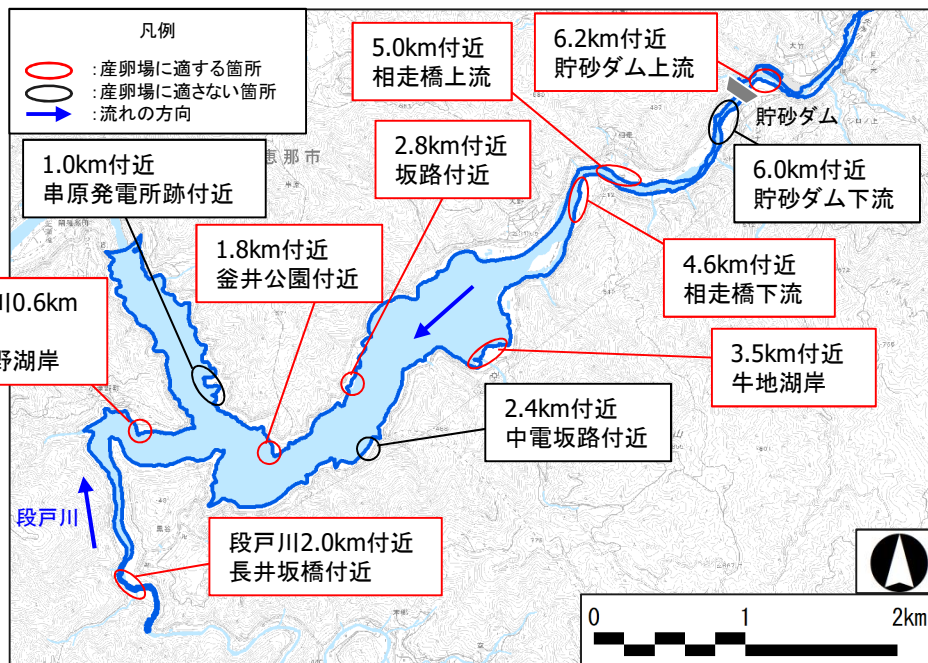 凡例
：産卵場に適する箇所
：産卵場に適さない箇所
：流れの方向
5.0km付近
相走橋上流
6.2km付近
貯砂ダム上流
貯砂ダム
1.0km付近
串原発電所跡付近
恵那市
2.8km付近
坂路付近
6.0km付近
貯砂ダム下流
1.8km付近
釜井公園付近
4.6km付近
相走橋下流
川0.6km
野湖岸
3.5km付近
牛地湖岸
2.4km付近
中電坂路付近
段戸川
段戸川2.0km付近
長井坂橋付近
0 1 2km